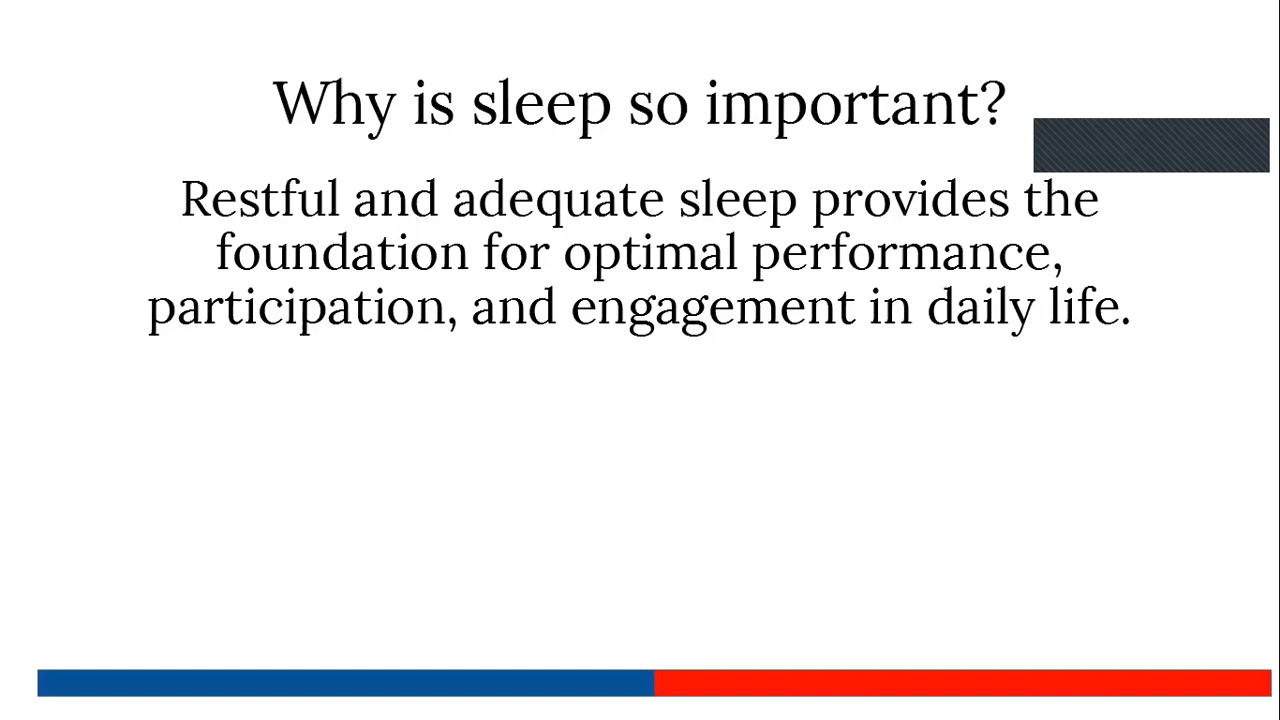 Why is sleep so important?
Restful and adequate sleep provides the
foundation for optimal performance,
participation, and engagement in daily life.